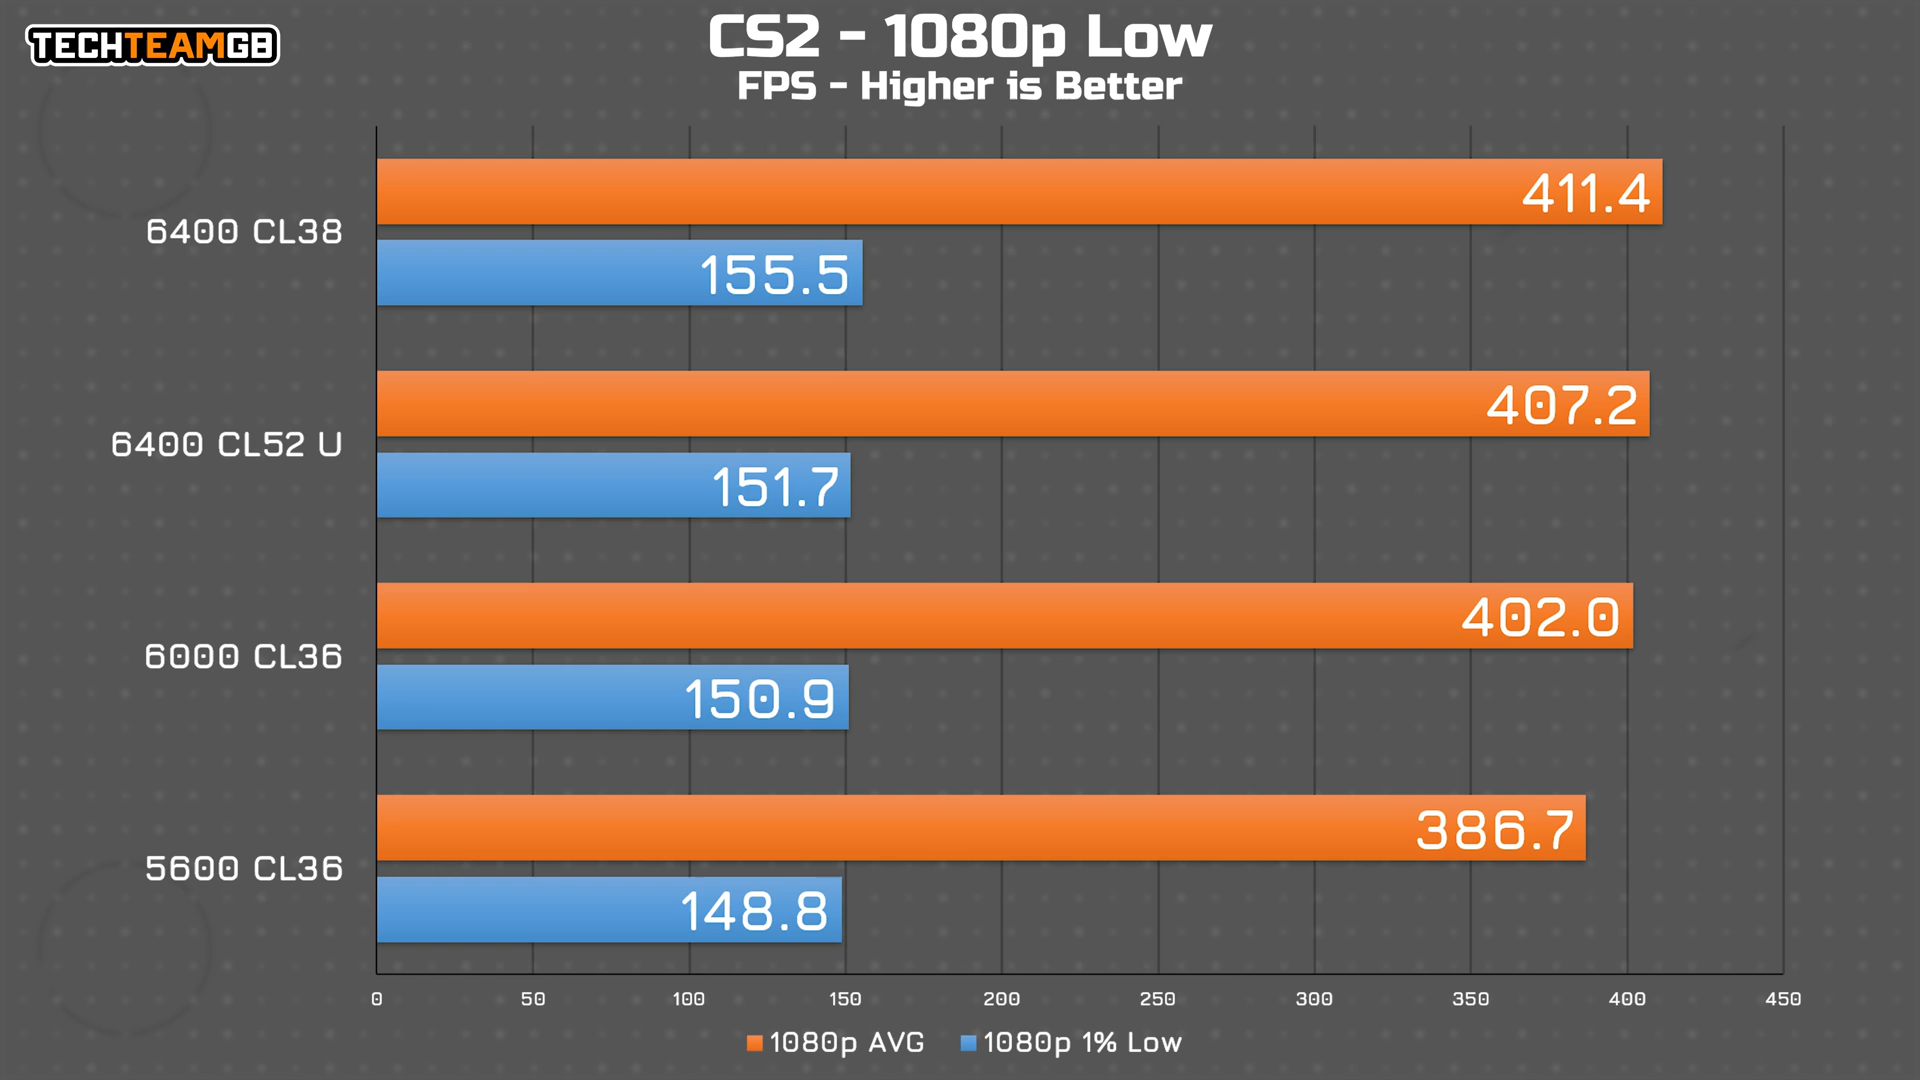 TECHTEAMGB
CS2 - 1080p Low
FPS - Higher is Better
6400 CL38
411.4
155.5
6400 CL52 U
407.2
151.7
6000 CL36
402.0
150.9
5600 CL36
386.7
148.8
0 50 100 150 200 250 300 350 400 450
1080p AVG 1080p 1% Low